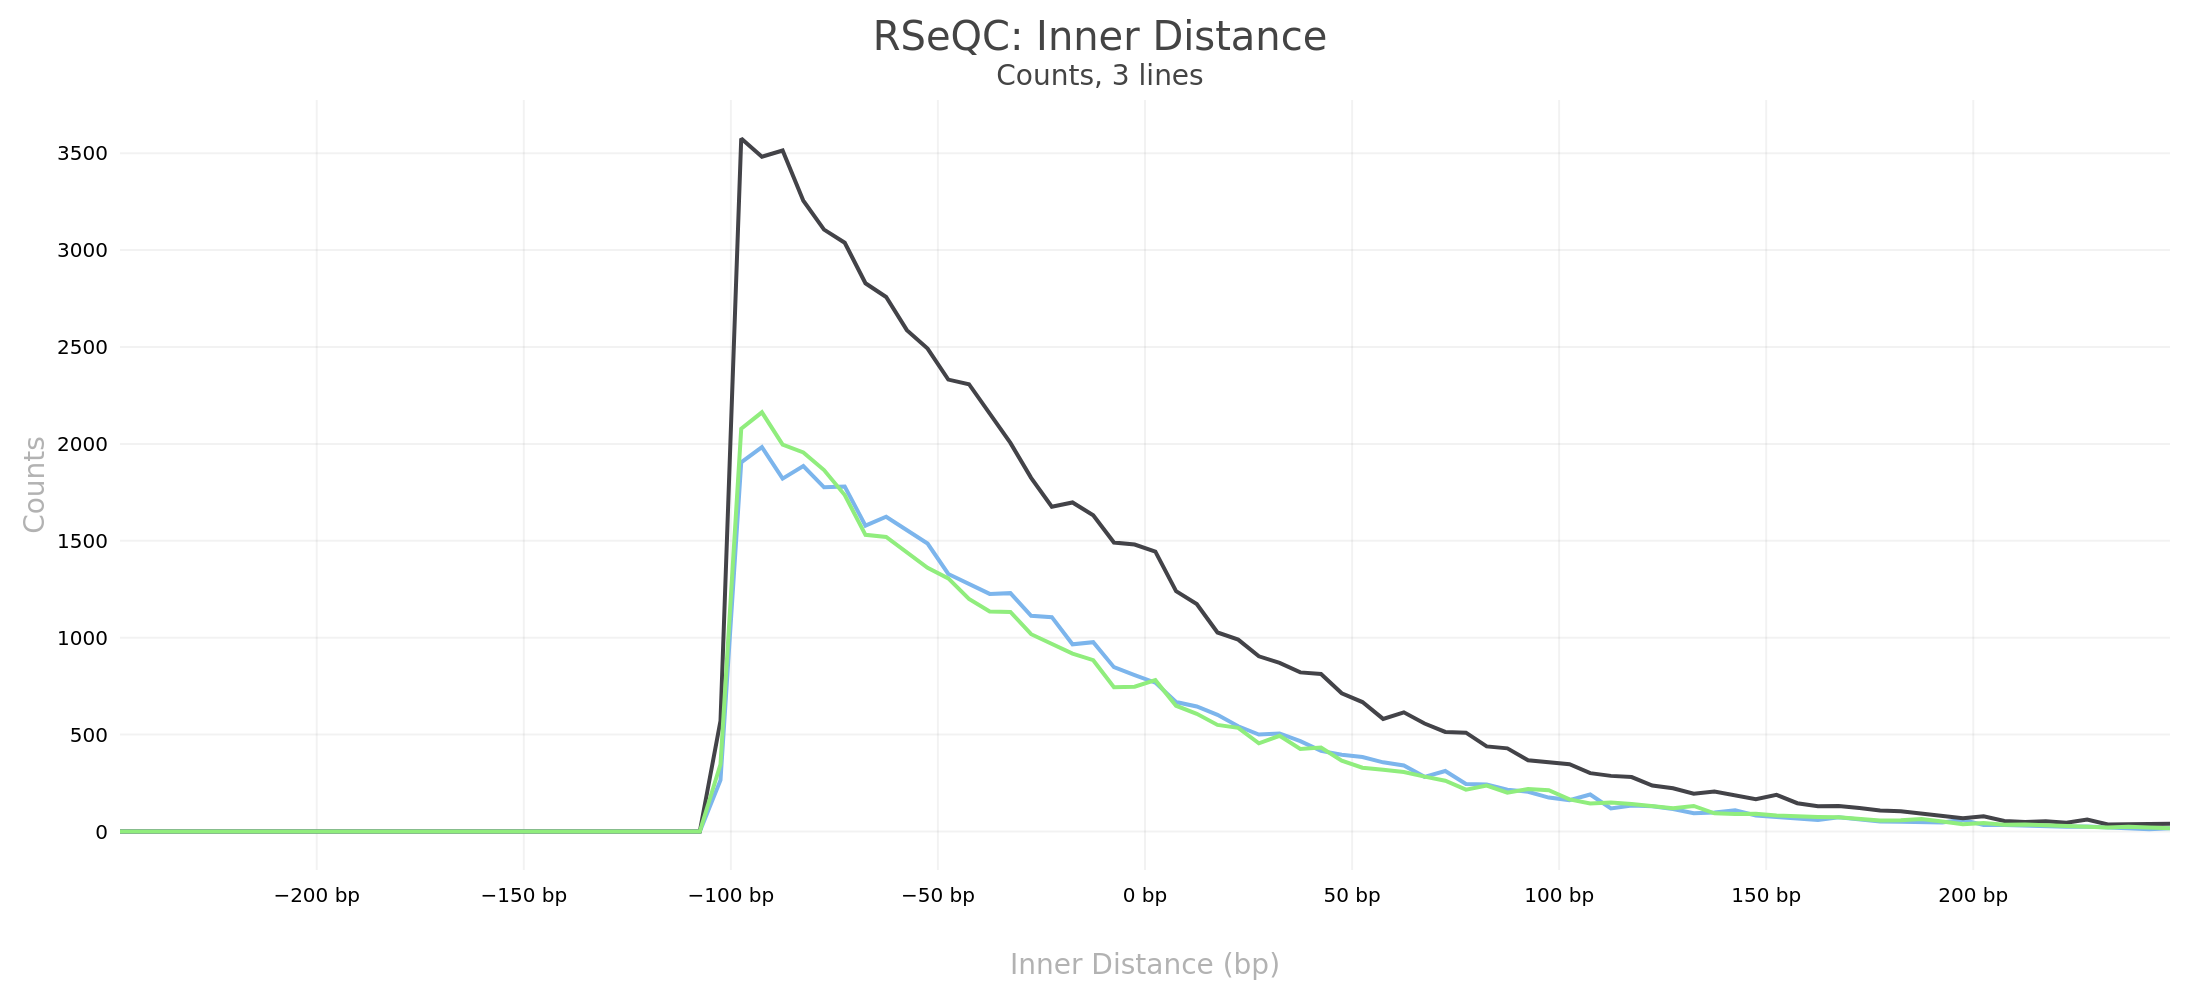 RSeQC: Inner Distance
Counts, 3 lines
Counts
3500
3000
2500
2000
1500
1000
500
0
−200 bp
−150 bp
−100 bp
−50 bp
0 bp
50 bp
100 bp
150 bp
200 bp
Inner Distance (bp)